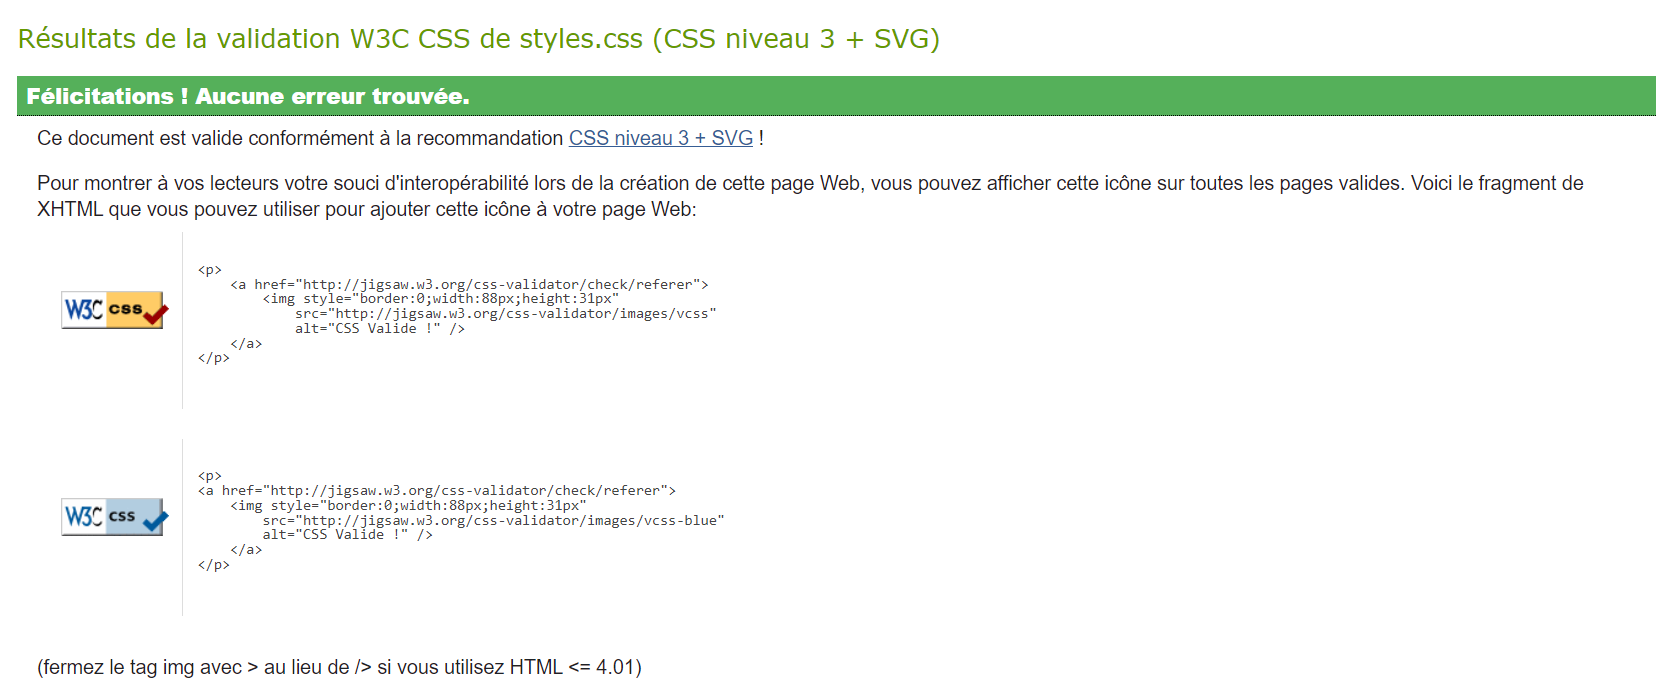 Résultats de la validation W3C CSS de styles.css (CSS niveau 3 + SVG)
Félicitations ! Aucune erreur trouvée.
Ce document est valide conformément à la recommandation CSS niveau 3 + SVG !
Pour montrer à vos lecteurs votre souci d'interopérabilité lors de la création de cette page Web, vous pouvez afficher cette icône sur toutes les pages valides. Voici le fragment de
XHTML que vous pouvez utiliser pour ajouter cette icône à votre page Web:
W3C css
<p>
    <a href="http://jigsaw.w3.org/css-validator/check/referer">
        <img style="border:0;width:88px;height:31px"
            src="http://jigsaw.w3.org/css-validator/images/vcss"
            alt="CSS Valide !" />
    </a>
</p>
W3C css
<p>
<a href="http://jigsaw.w3.org/css-validator/check/referer">
    <img style="border:0;width:88px;height:31px"
        src="http://jigsaw.w3.org/css-validator/images/vcss-blue"
        alt="CSS Valide !" />
    </a>
</p>
(fermez le tag img avec > au lieu de /> si vous utilisez HTML <= 4.01)